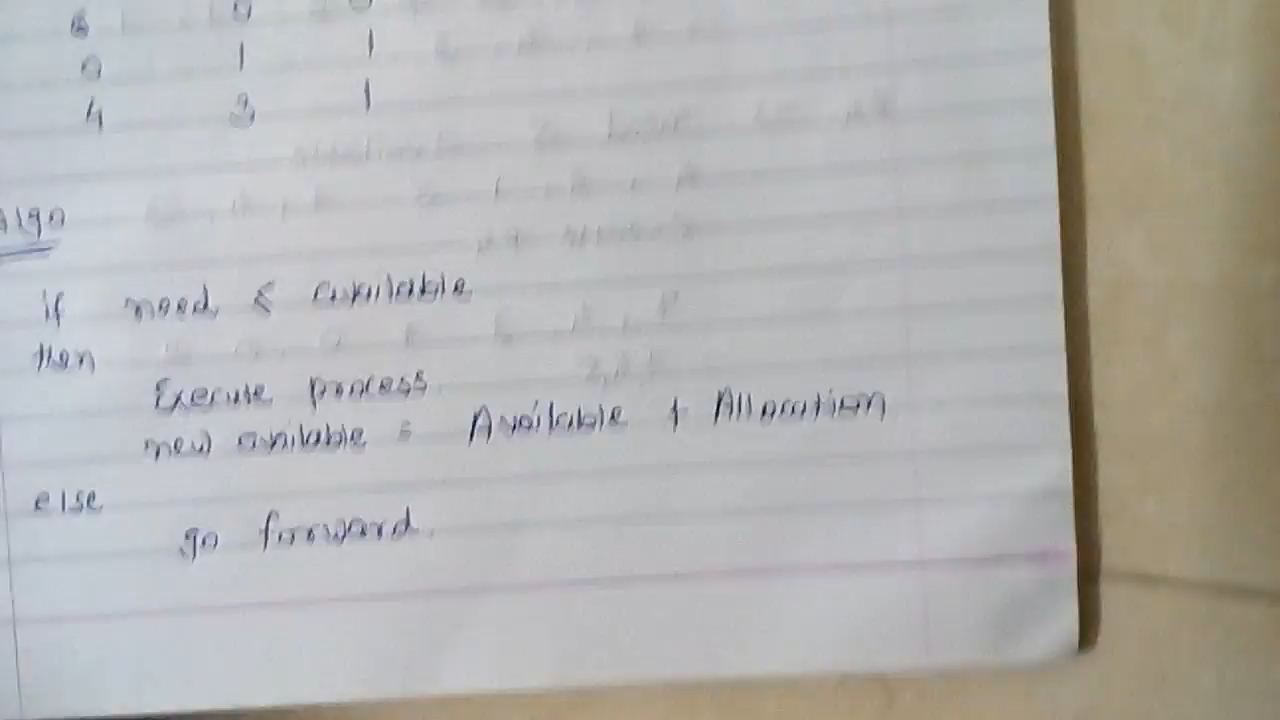 6 0 0
0 1 1
4 3 1
Algo
if need ≤ available
then
Execute process.
new available = Available + Allocation
else
go forward.